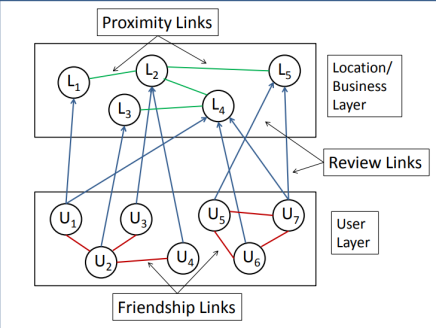 Proximity Links
L1
L2
L5
L3
L4
Location/
Business
Layer
Review Links
U1
U3
U5
U7
U2
U4
U6
User
Layer
Friendship Links